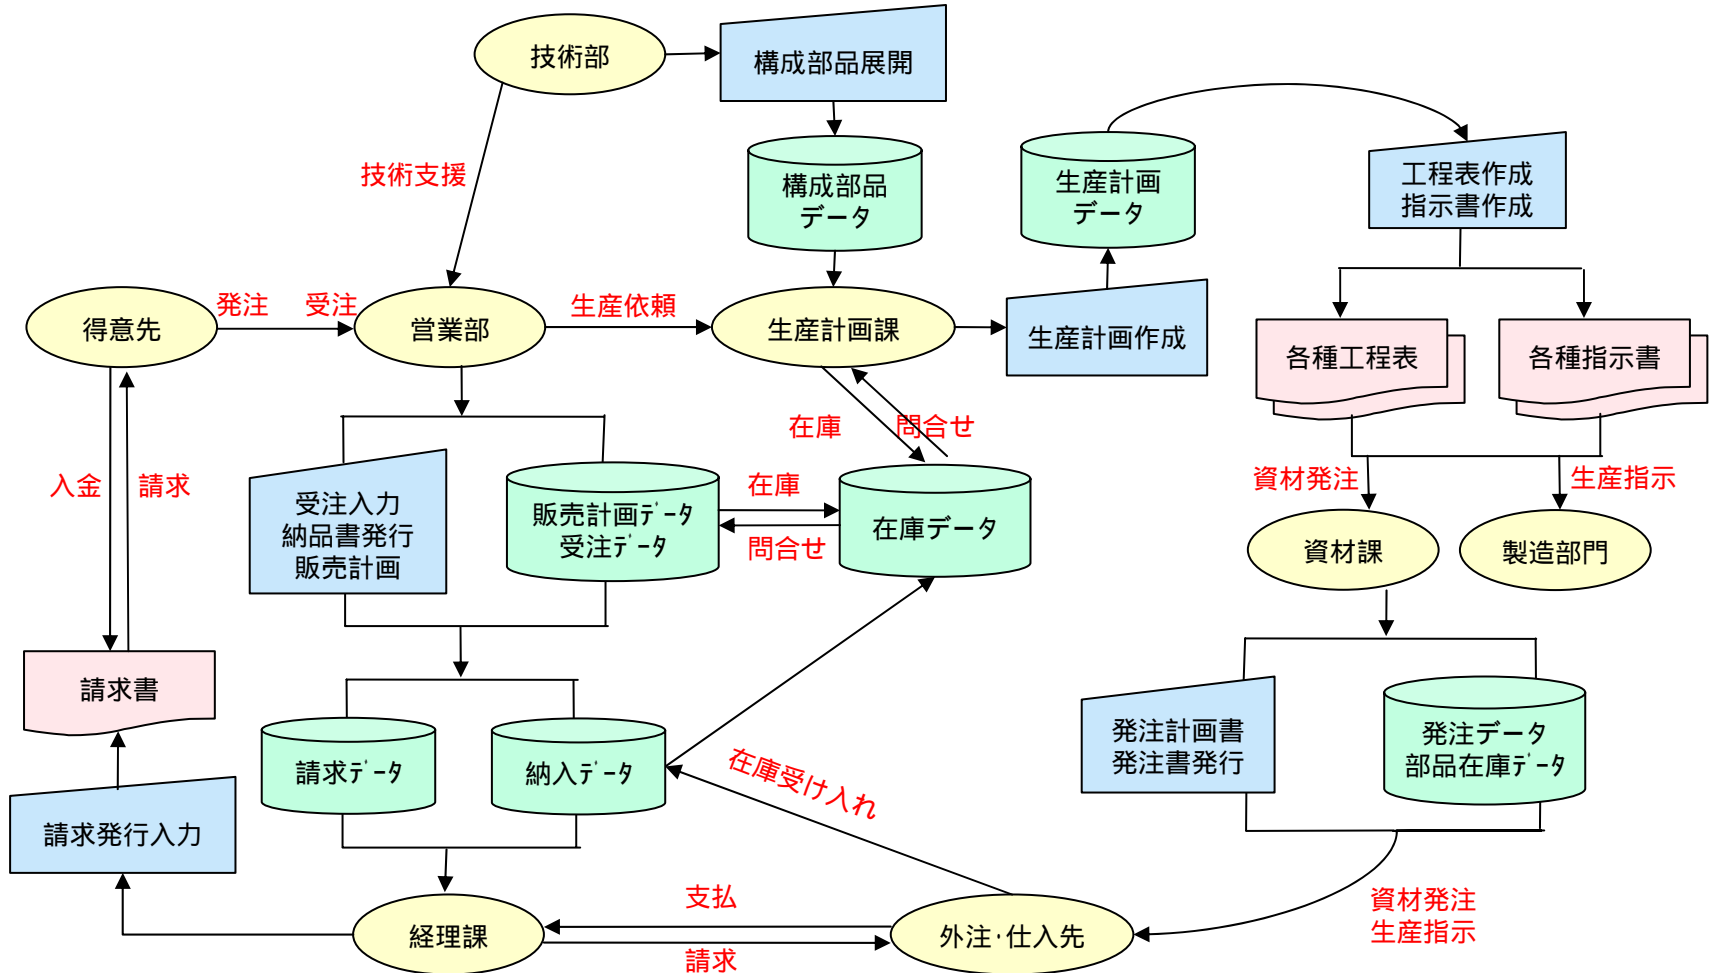 技術部
構成部品展開
技術支援
構成部品
データ
生産計画
データ
工程表作成
指示書作成
得意先
発注
受注
営業部
生産依頼
生産計画課
生産計画作成
各種工程表
各種指示書
在庫
問合せ
入金
請求
受注入力
納品書発行
販売計画
販売計画ﾃﾞｰﾀ
受注ﾃﾞｰﾀ
在庫
問合せ
在庫データ
資材発注
生産指示
資材課
製造部門
請求書
請求ﾃﾞｰﾀ
納入ﾃﾞｰﾀ
在庫受け入れ
発注計画書
発注書発行
発注データ
部品在庫ﾃﾞｰﾀ
請求発行入力
経理課
支払
請求
外注･仕入先
資材発注
生産指示